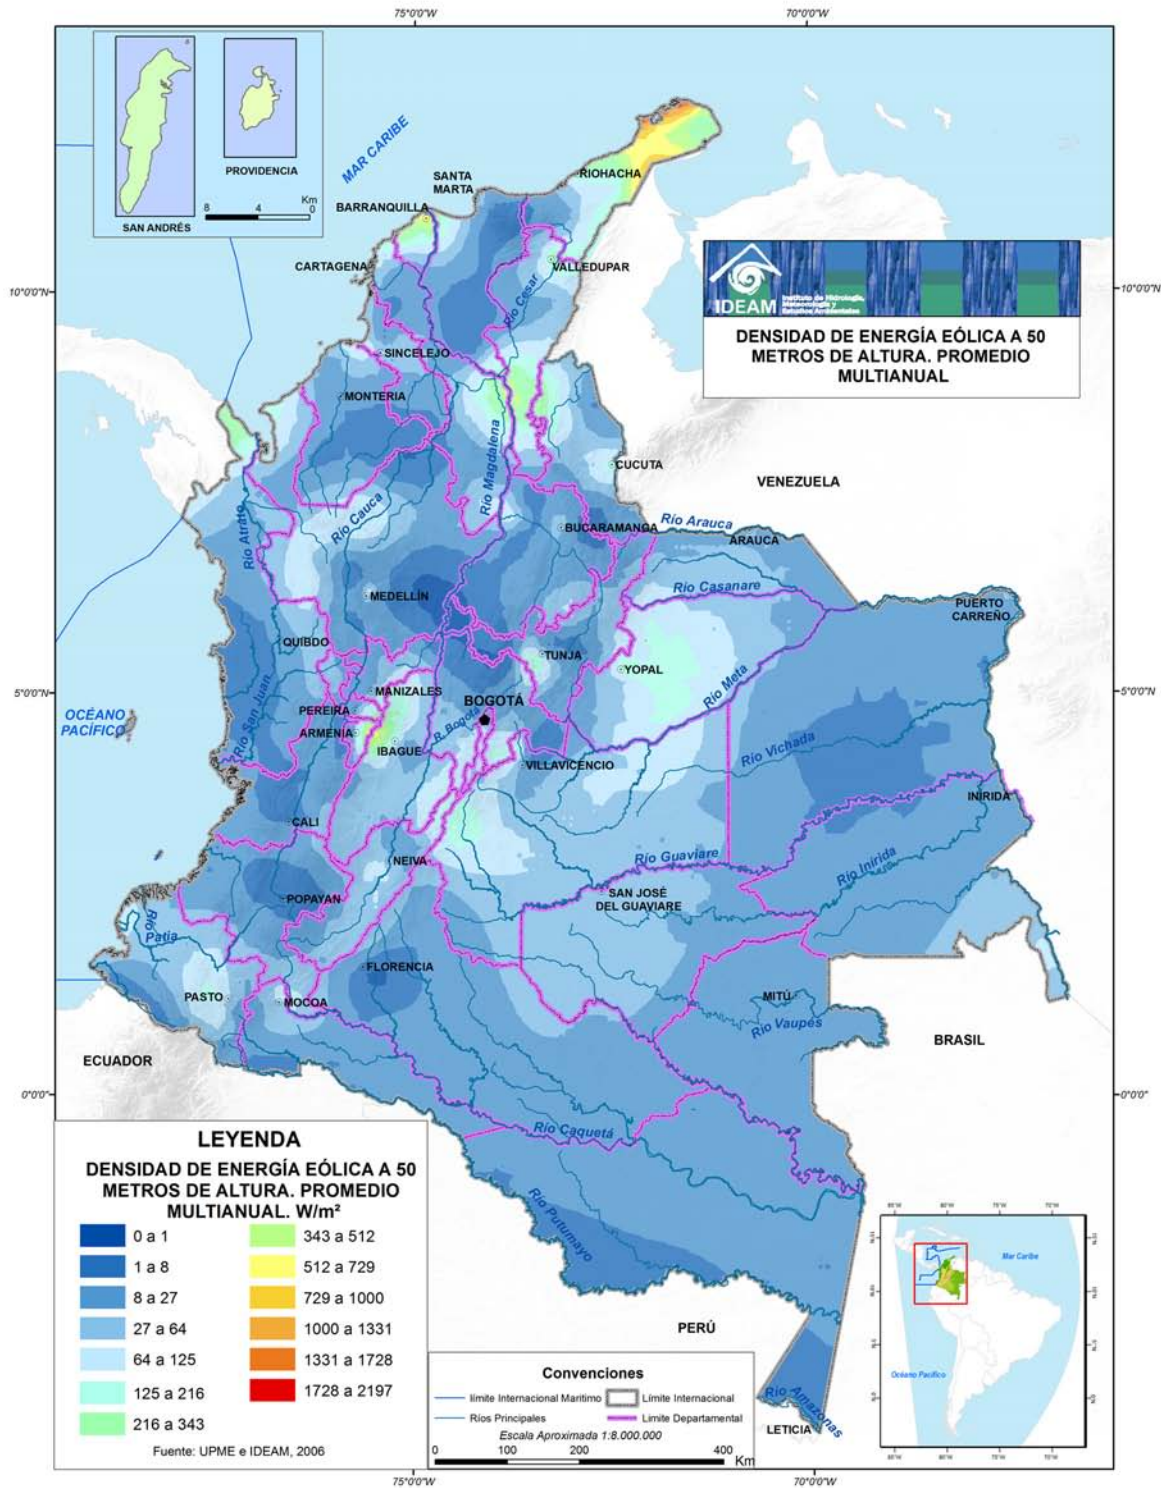 75°0'0"W
70°0'0"W
10°0'0"N
10°0'0"N
5°0'0"N
5°0'0"N
0°0'0"
0°0'0"
75°0'0"W
70°0'0"W
SAN ANDRÉS
PROVIDENCIA
Km
8 4 0
MAR CARIBE
IDEAM
Instituto de Hidrología,
Meteorología y
Estudios Ambientales
DENSIDAD DE ENERGÍA EÓLICA A 50
METROS DE ALTURA. PROMEDIO
MULTIANUAL
SANTA
MARTA
RIOHACHA
BARRANQUILLA
CARTAGENA
VALLEDUPAR
Río Cesar
SINCELEJO
MONTERIA
Río Magdalena
CUCUTA
VENEZUELA
Río Cauca
Río Atrato
BUCARAMANGA
Río Arauca
ARAUCA
MEDELLÍN
Río Casanare
PUERTO
CARREÑO
QUIBDO
TUNJA
YOPAL
Río Meta
MANIZALES
BOGOTÁ
PEREIRA
ARMENIA
IBAGUE
R. Bogotá
Río San Juan
OCÉANO
PACÍFICO
VILLAVICENCIO
Río Vichada
INIRIDA
CALI
NEIVA
Río Guaviare
Río Inírida
SAN JOSÉ
DEL GUAVIARE
POPAYAN
Río
Patia
FLORENCIA
PASTO
MOCOA
MITÚ
Río Vaupés
ECUADOR
BRASIL
Río Caquetá
Río Putumayo
PERÚ
Río Amazonas
LETICIA
LEYENDA
DENSIDAD DE ENERGÍA EÓLICA A 50
METROS DE ALTURA. PROMEDIO
MULTIANUAL. W/m²
0 a 1
1 a 8
8 a 27
27 a 64
64 a 125
125 a 216
216 a 343
343 a 512
512 a 729
729 a 1000
1000 a 1331
1331 a 1728
1728 a 2197
Fuente: UPME e IDEAM, 2006
Convenciones
límite Internacional Marítimo
Límite Internacional
Ríos Principales
Límite Departamental
Escala Aproximada 1:8.000.000
0 100 200 400
Km
Mar Caribe
Océano Pacífico